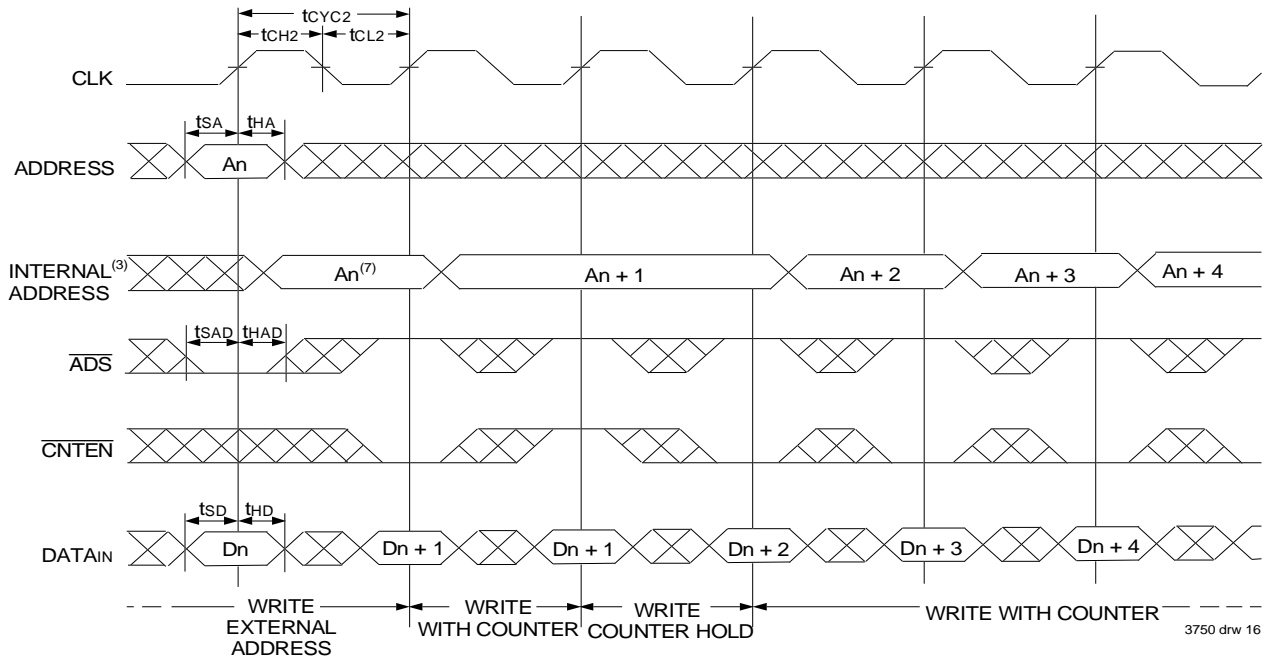 tCYC2
tCH2 tCL2
CLK
tSA tHA
ADDRESS An
INTERNAL(3)
ADDRESS
An(7) An + 1 An + 2 An + 3 An + 4
tSAD tHAD
ADS
CNTEN
tSD tHD
DATAIN Dn Dn + 1 Dn + 1 Dn + 2 Dn + 3 Dn + 4
WRITE
EXTERNAL
ADDRESS
WRITE
WITH COUNTER
WRITE
COUNTER HOLD
WRITE WITH COUNTER
3750 drw 16